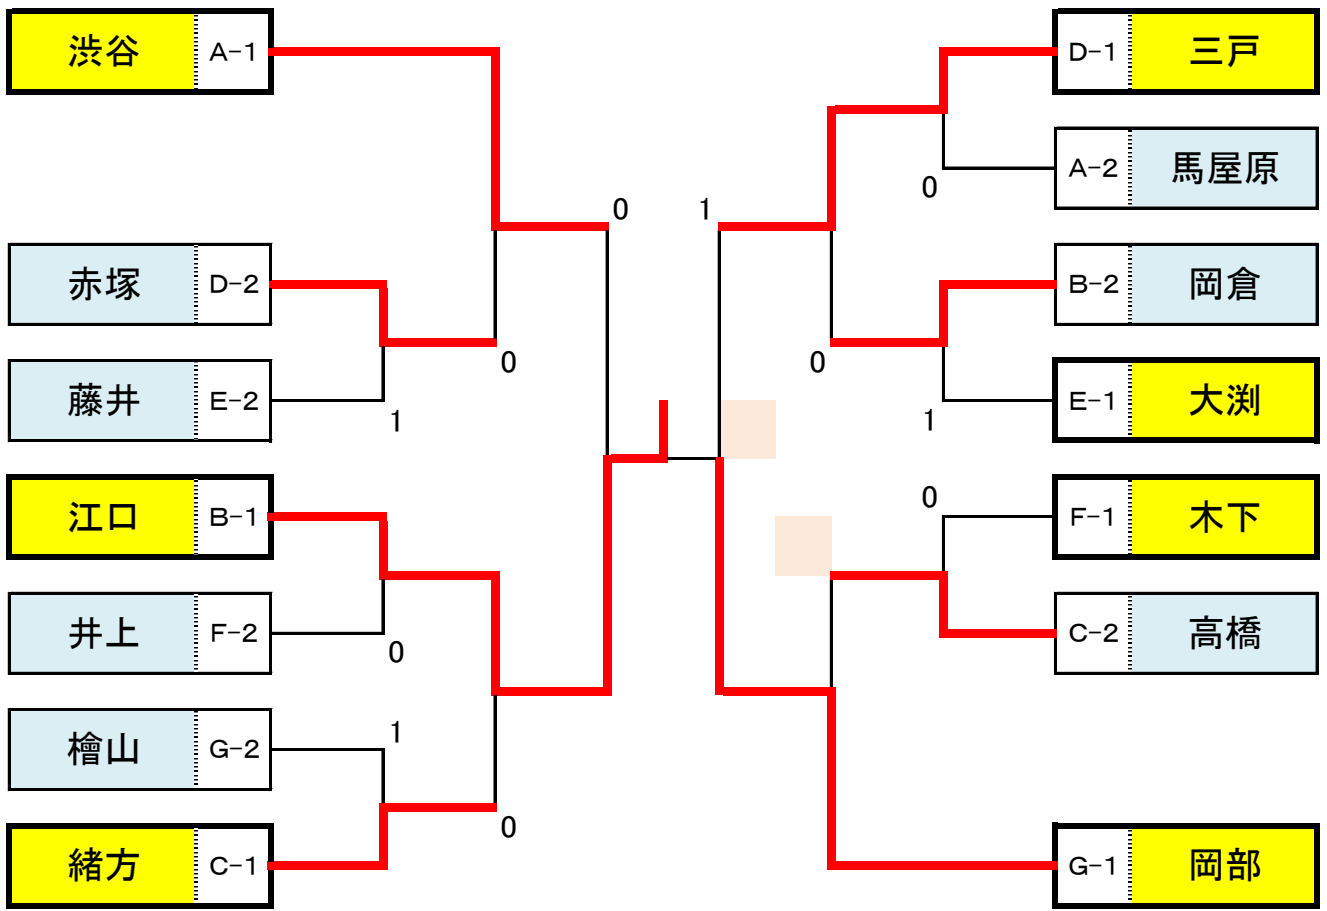 渋谷 A-1
D-1 三戸
A-2 馬屋原
0
0 1
赤塚 D-2
B-2 岡倉
0 0
藤井 E-2
E-1 大渕
1 1
0
江口 B-1
F-1 木下
井上 F-2
C-2 高橋
0
1
檜山 G-2
0
緒方 C-1
G-1 岡部